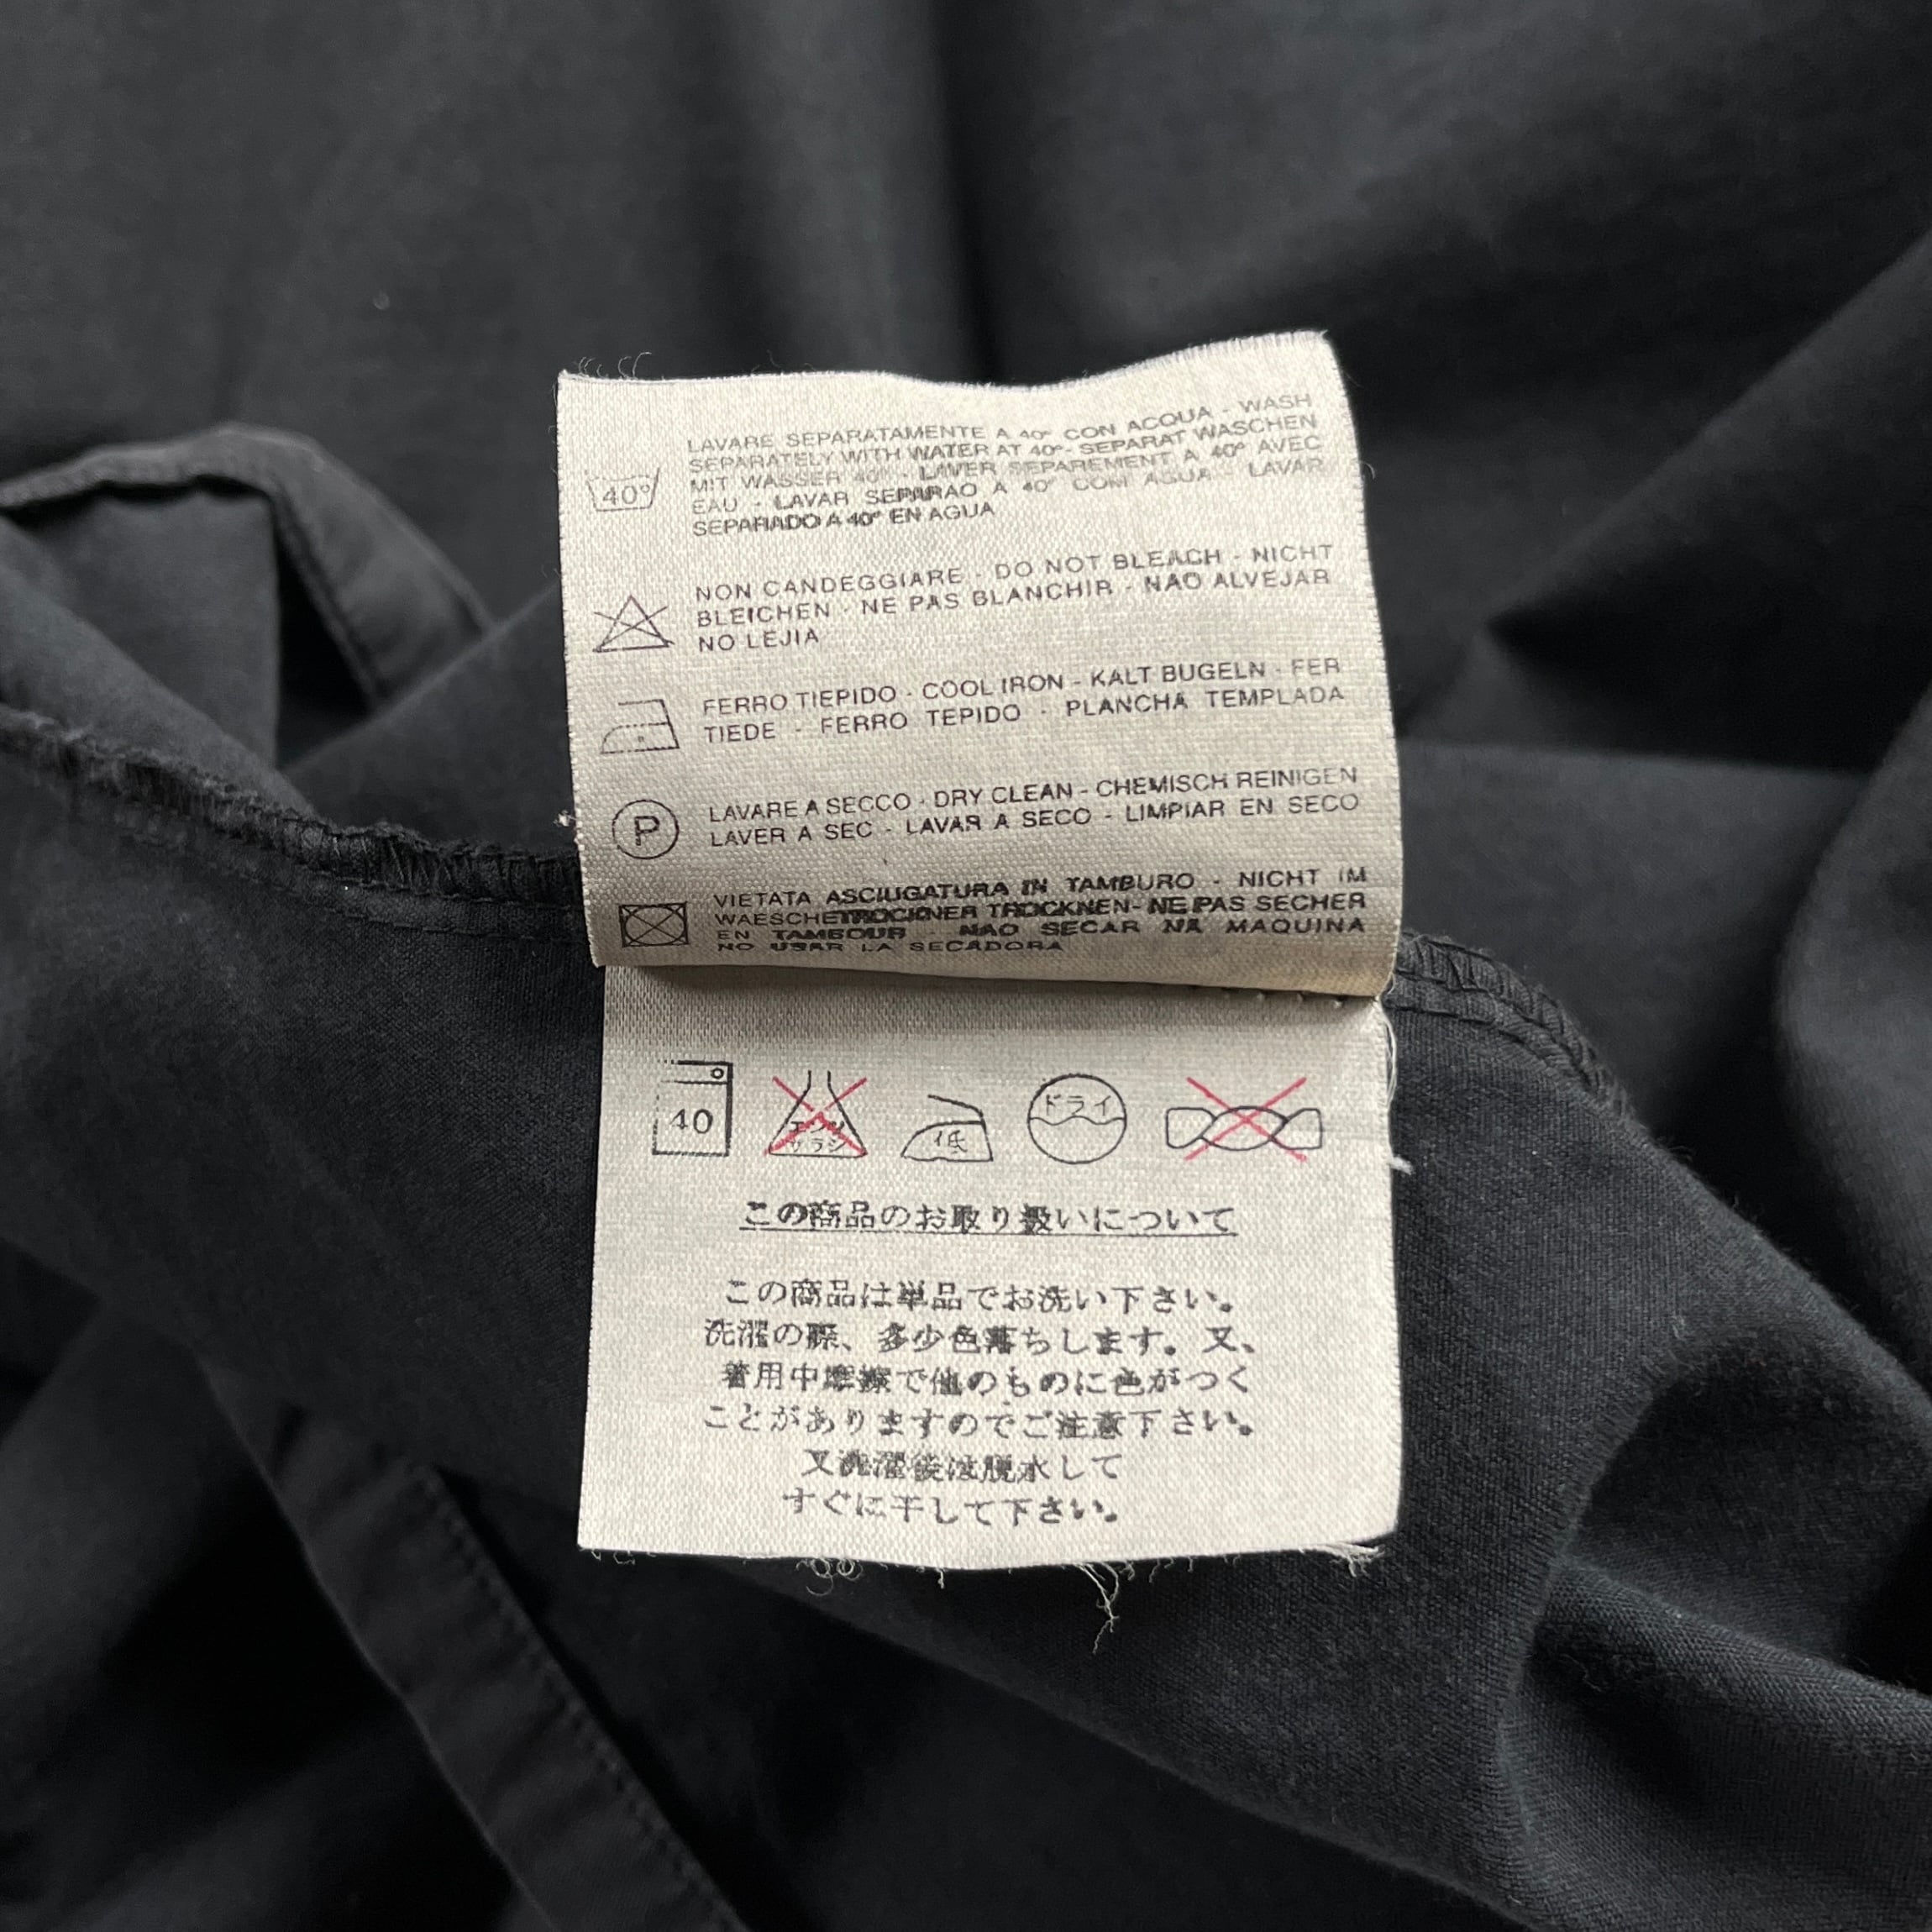 40°
LAVARE SEPARATAMENTE A 40° CON ACQUA - WASH
SEPARATELY WITH WATER AT 40°- SEPARAT WASCHEN
MIT WASSER 40° - LAVER SEPAREMENT A 40° AVEC
EAU - LAVAR SEPARAO A 40° COM AGUA - LAVAR
SEPARADO A 40° EN AGUA
NON CANDEGGIARE - DO NOT BLEACH - NICHT
BLEICHEN - NE PAS BLANCHIR - NAO ALVEJAR
NO LEJIA
FERRO TIEPIDO - COOL IRON - KALT BUGELN - FER
TIEDE - FERRO TEPIDO - PLANCHA TEMPLADA
P
LAVARE A SECCO - DRY CLEAN - CHEMISCH REINIGEN
LAVER A SEC - LAVAR A SECO - LIMPIAR EN SECO
VIETATA ASCIUGATURA IN TAMBURO - NICHT IM
WAESCHETROCKNER TROCKNEN- NE PAS SECHER
EN TAMBOUR - NAO SECAR NA MAQUINA
NO USAR LA SECADORA
40 エンソサラシ 低 ドライ
この商品のお取り扱いについて
この商品は単品でお洗い下さい。
洗濯の際、多少色落ちします。又、
着用中摩擦で他のものに色がつく
ことがありますのでご注意下さい。
又洗濯後は脱水して
すぐに干して下さい。